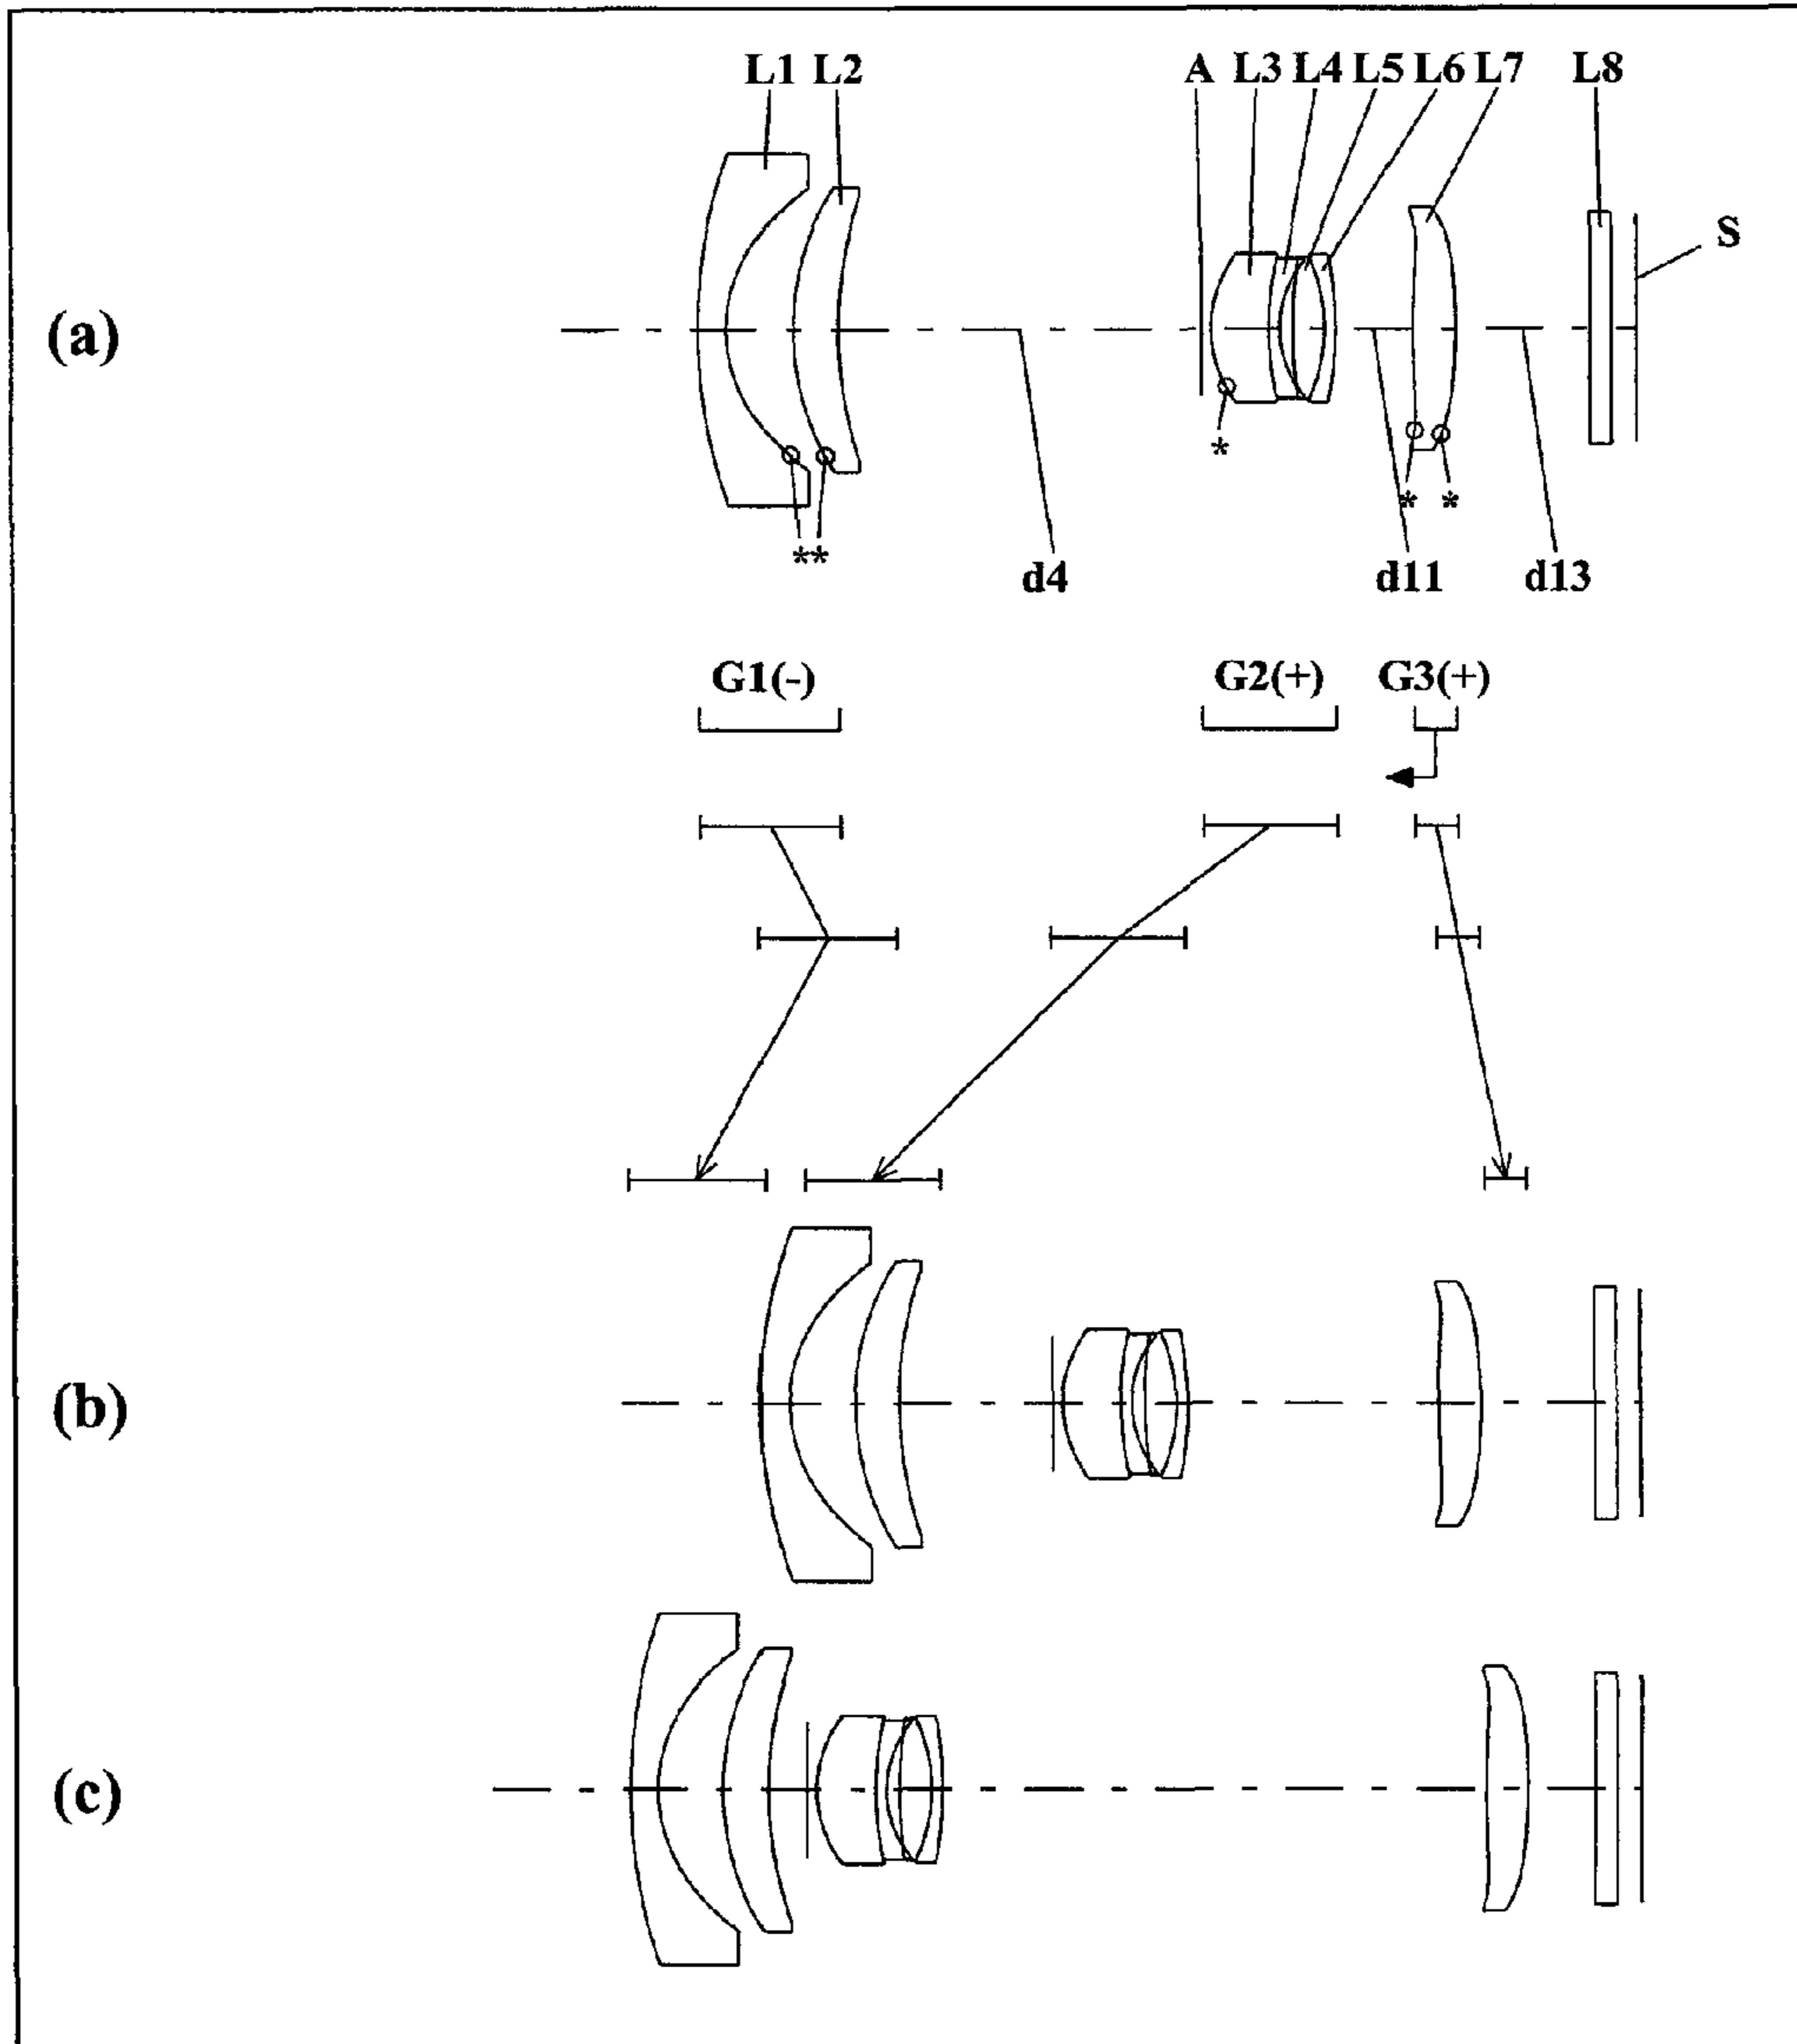 L1 L2 A L3 L4 L5 L6 L7 L8
S
(a)
*
* *
**
d4 d11 d13
G1(-) G2(+) G3(+)
(b)
(c)